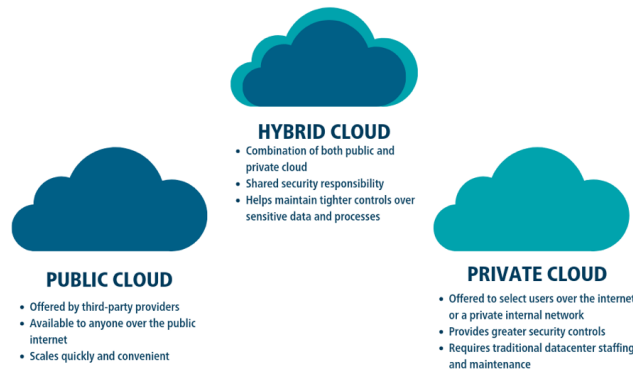 HYBRID CLOUD
• Combination of both public and
private cloud
• Shared security responsibility
• Helps maintain tighter controls over
sensitive data and processes
PUBLIC CLOUD
• Offered by third-party providers
• Available to anyone over the public
internet
• Scales quickly and convenient
PRIVATE CLOUD
• Offered to select users over the internet
or a private internal network
• Provides greater security controls
• Requires traditional datacenter staffing
and maintenance